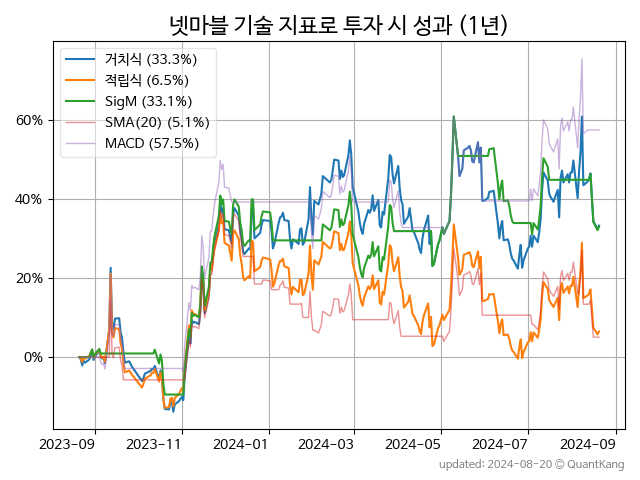 넷마블 기술 지표로 투자 시 성과 (1년)
거치식 (33.3%)
적립식 (6.5%)
SigM (33.1%)
SMA(20) (5.1%)
MACD (57.5%)
60%
40%
20%
0%
2023-09 2023-11 2024-01 2024-03 2024-05 2024-07 2024-09
updated: 2024-08-20 © QuantKang